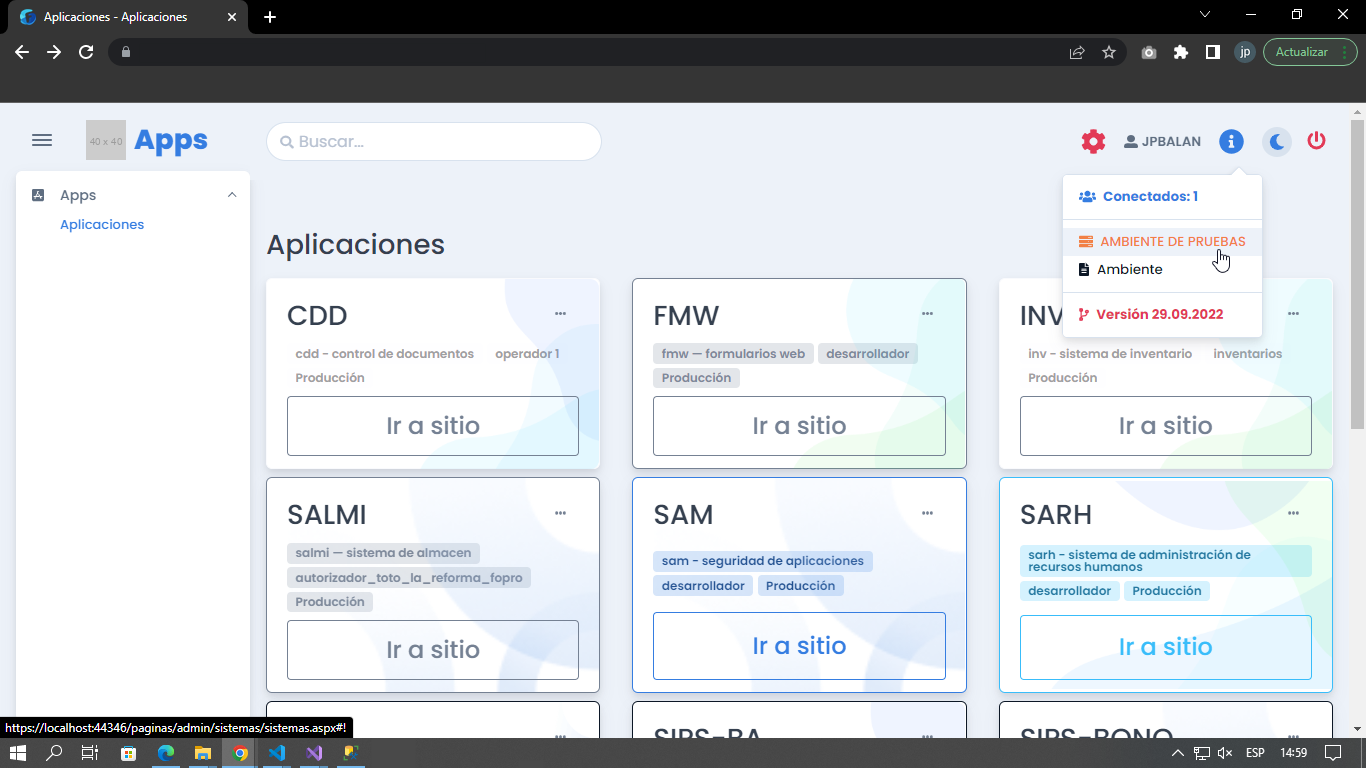 Aplicaciones - Aplicaciones
jp
Actualizar
40 x 40
Apps
Buscar...
JPBALAN
Conectados: 1
AMBIENTE DE PRUEBAS
Ambiente
Versión 29.09.2022
Apps
Aplicaciones
Aplicaciones
CDD
cdd - control de documentos operador 1
Producción
Ir a sitio
FMW
fmw — formularios web desarrollador
Producción
Ir a sitio
INV
inv - sistema de inventario inventarios
Producción
Ir a sitio
SALMI
salmi — sistema de almacen
autorizador_toto_la_reforma_fopro
Producción
Ir a sitio
SAM
sam - seguridad de aplicaciones
desarrollador Producción
Ir a sitio
SARH
sarh - sistema de administración de
recursos humanos
desarrollador Producción
Ir a sitio
https://localhost:44346/paginas/admin/sistemas/sistemas.aspx#!
ESP
14:59